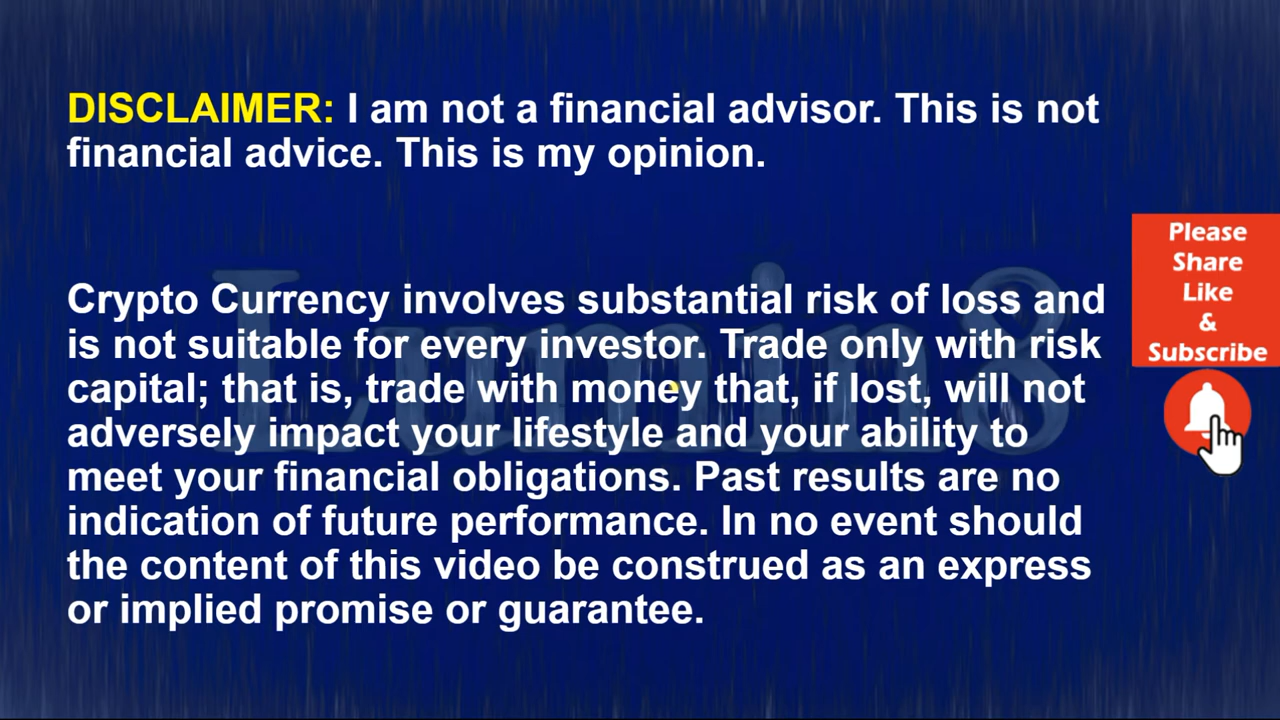 DISCLAIMER: I am not a financial advisor. This is not
financial advice. This is my opinion.
Crypto Currency involves substantial risk of loss and
is not suitable for every investor. Trade only with risk
capital; that is, trade with money that, if lost, will not
adversely impact your lifestyle and your ability to
meet your financial obligations. Past results are no
indication of future performance. In no event should
the content of this video be construed as an express
or implied promise or guarantee.
Lumin8
Please
Share
Like
&
Subscribe